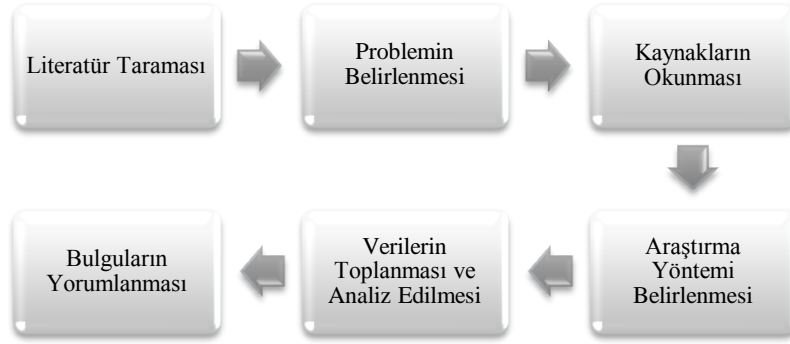 Literatür Taraması
Problemin
Belirlenmesi
Kaynakların
Okunması
Araştırma
Yöntemi
Belirlenmesi
Verilerin
Toplanması ve
Analiz Edilmesi
Bulguların
Yorumlanması